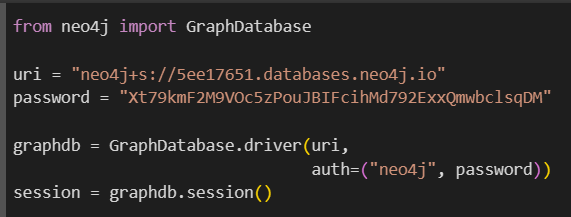 from neo4j import GraphDatabase
uri = "neo4j+s://5ee17651.databases.neo4j.io"
password = "Xt79kmF2M9VOc5zPouJBIFcihMd792ExxQmwbclsqDM"
graphdb = GraphDatabase.driver(uri,
auth=("neo4j", password))
session = graphdb.session()